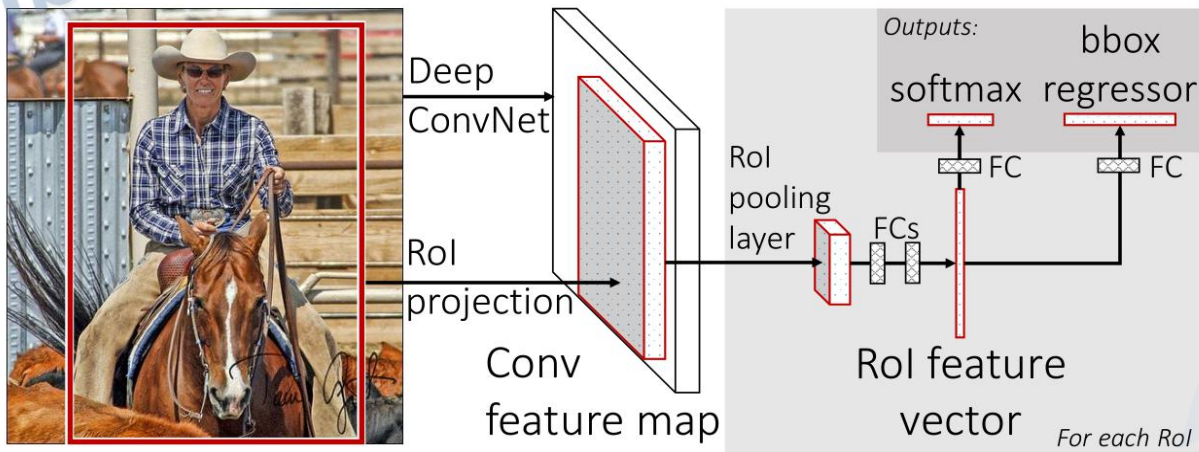 Deep
ConvNet
RoI
projection
Conv
feature map
RoI
pooling
layer
FCs
Outputs:
softmax
bbox
regressor
FC
FC
RoI feature
vector
For each RoI